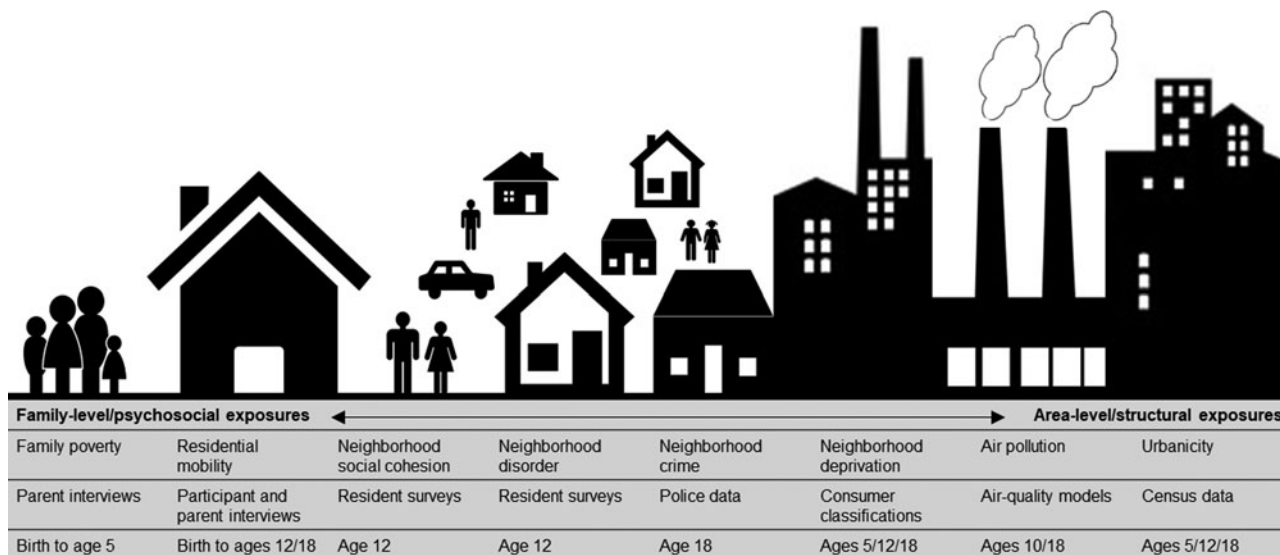 Family-level/psychosocial exposures Area-level/structural exposures
Family poverty Residential mobility Neighborhood social cohesion Neighborhood disorder Neighborhood crime Neighborhood deprivation Air pollution Urbanicity
Parent interviews Participant and parent interviews Resident surveys Resident surveys Police data Consumer classifications Air-quality models Census data
Birth to age 5 Birth to ages 12/18 Age 12 Age 12 Age 18 Ages 5/12/18 Ages 10/18 Ages 5/12/18